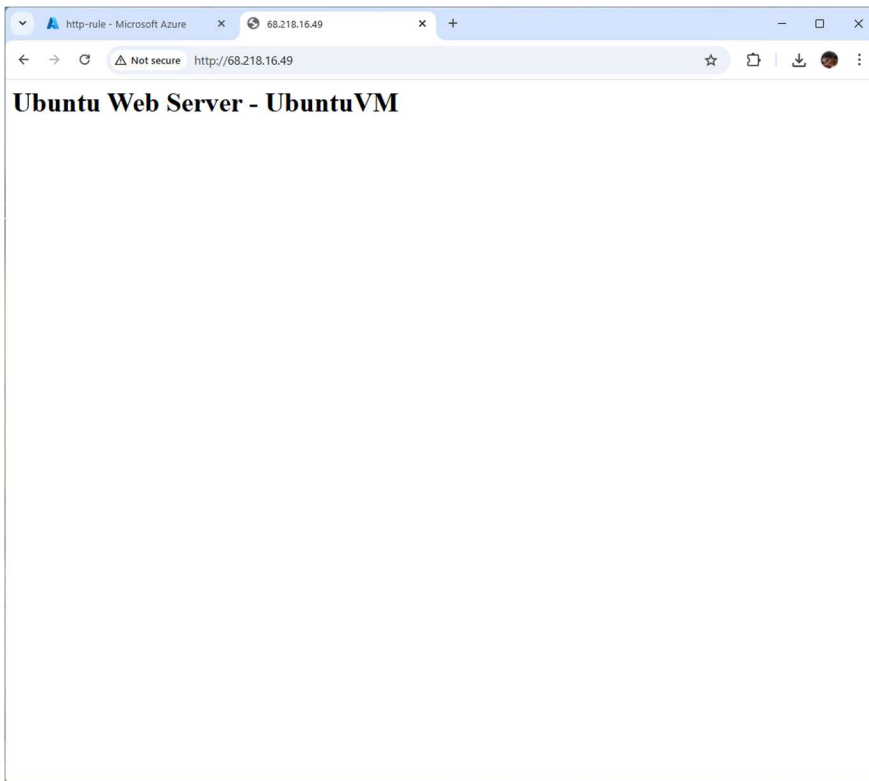 http-rule - Microsoft Azure
68.218.16.49
Not secure
http://68.218.16.49
Ubuntu Web Server - UbuntuVM